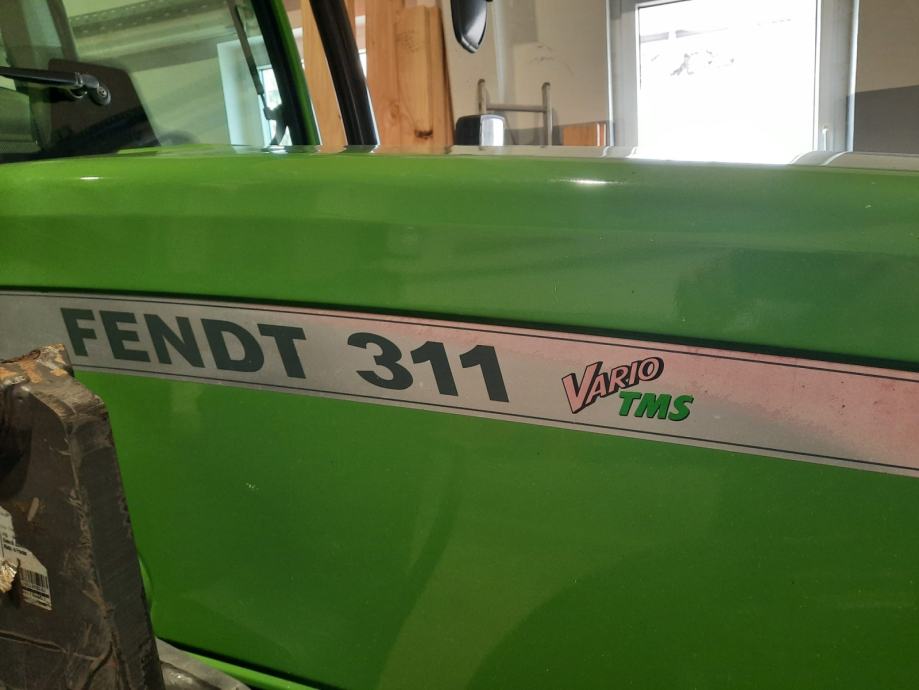 FENDT 311
VARIO
TMS